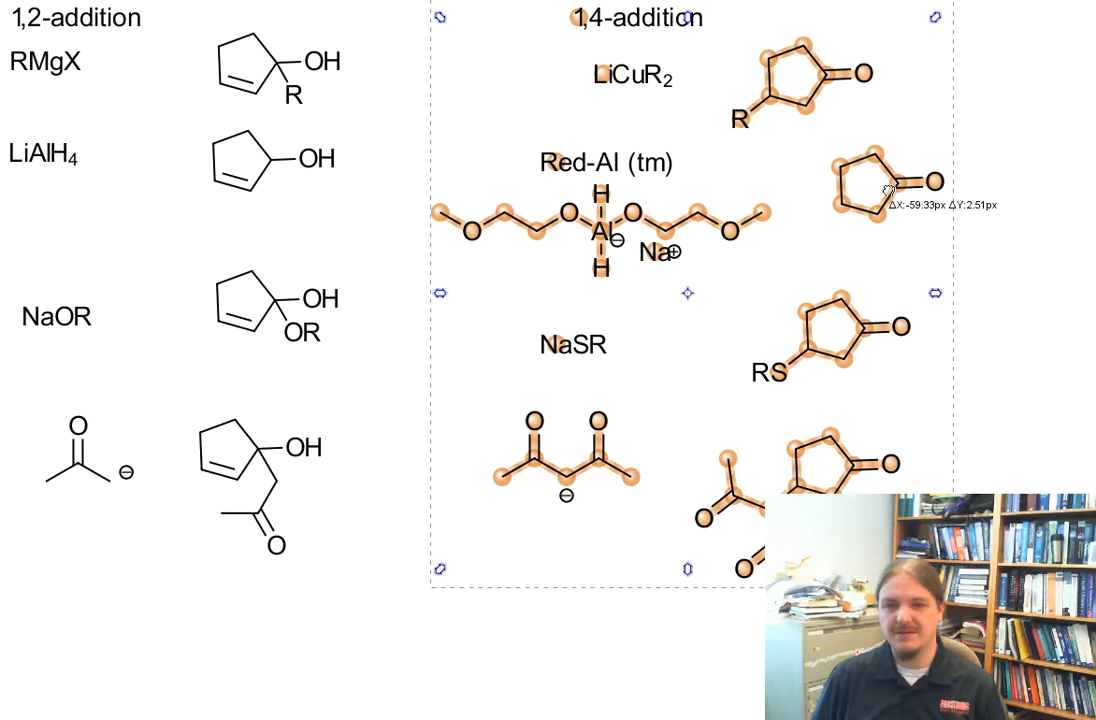 1,2-addition
1,4-addition
RMgX
OH
R
LiCuR2
O
R
LiAlH4
OH
Red-Al (tm)
O
ΔX:-59.33px ΔY:2.51px
H
O
O
O
Al⊖
O
Na⊕
H
NaOR
OH
OR
NaSR
O
RS
O
⊖
OH
O
O
O
⊖
O
O
O